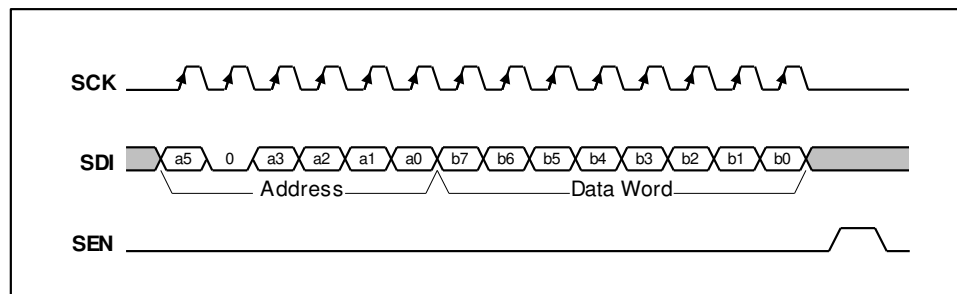 SCK
SDI a5 0 a3 a2 a1 a0 b7 b6 b5 b4 b3 b2 b1 b0
Address Data Word
SEN